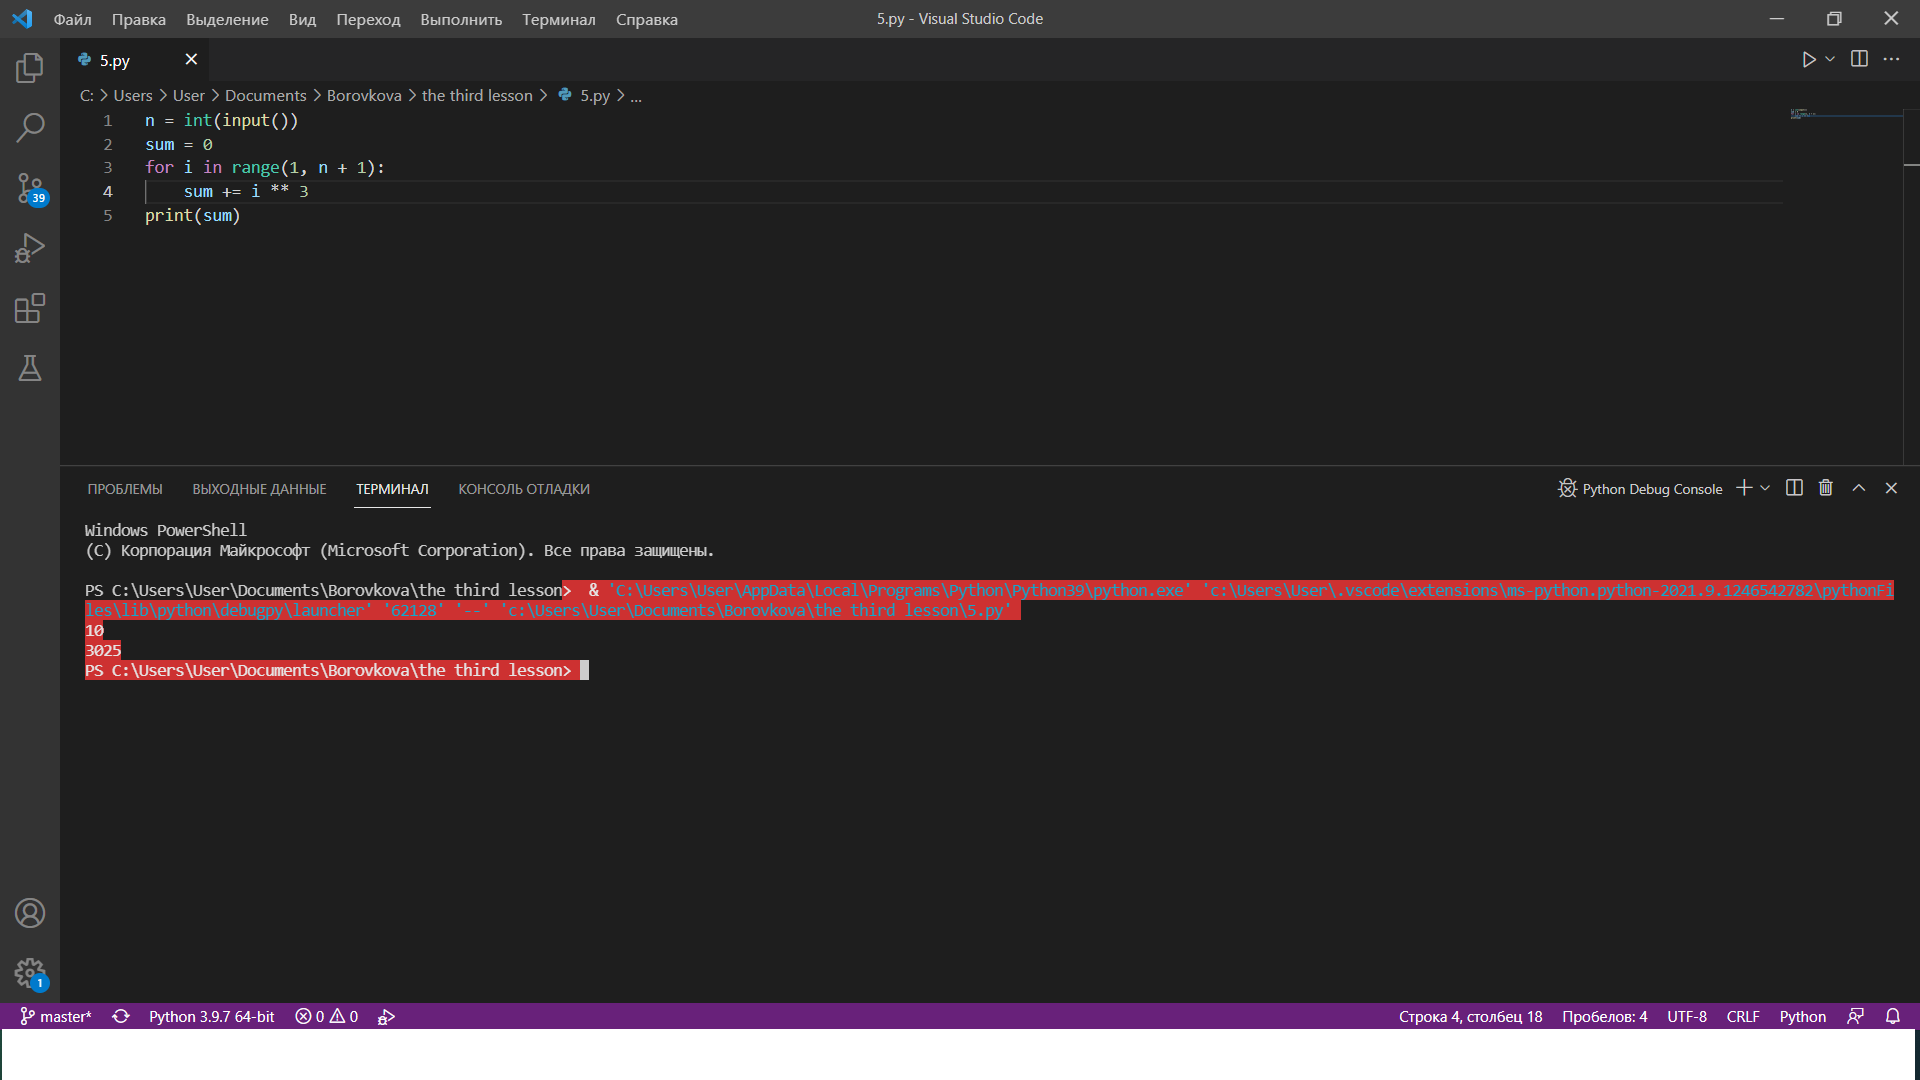 Файл Правка Выделение Вид Переход Выполнить Терминал Справка 5.py - Visual Studio Code
5.py
C: > Users > User > Documents > Borovkova > the third lesson > 5.py > ...
1 n = int(input())
2 sum = 0
3 for i in range(1, n + 1):
4 sum += i ** 3
5 print(sum)
39
ПРОБЛЕМЫ ВЫХОДНЫЕ ДАННЫЕ ТЕРМИНАЛ КОНСОЛЬ ОТЛАДКИ Python Debug Console
Windows PowerShell
(C) Корпорация Майкрософт (Microsoft Corporation). Все права защищены.
PS C:\Users\User\Documents\Borovkova\the third lesson>  & 'C:\Users\User\AppData\Local\Programs\Python\Python39\python.exe' 'c:\Users\User\.vscode\extensions\ms-python.python-2021.9.1246542782\pythonFi
les\lib\python\debugpy\launcher' '62128' '--' 'c:\Users\User\Documents\Borovkova\the third lesson\5.py'
10
3025
PS C:\Users\User\Documents\Borovkova\the third lesson>
1
master* Python 3.9.7 64-bit 0 0 Строка 4, столбец 18 Пробелов: 4 UTF-8 CRLF Python